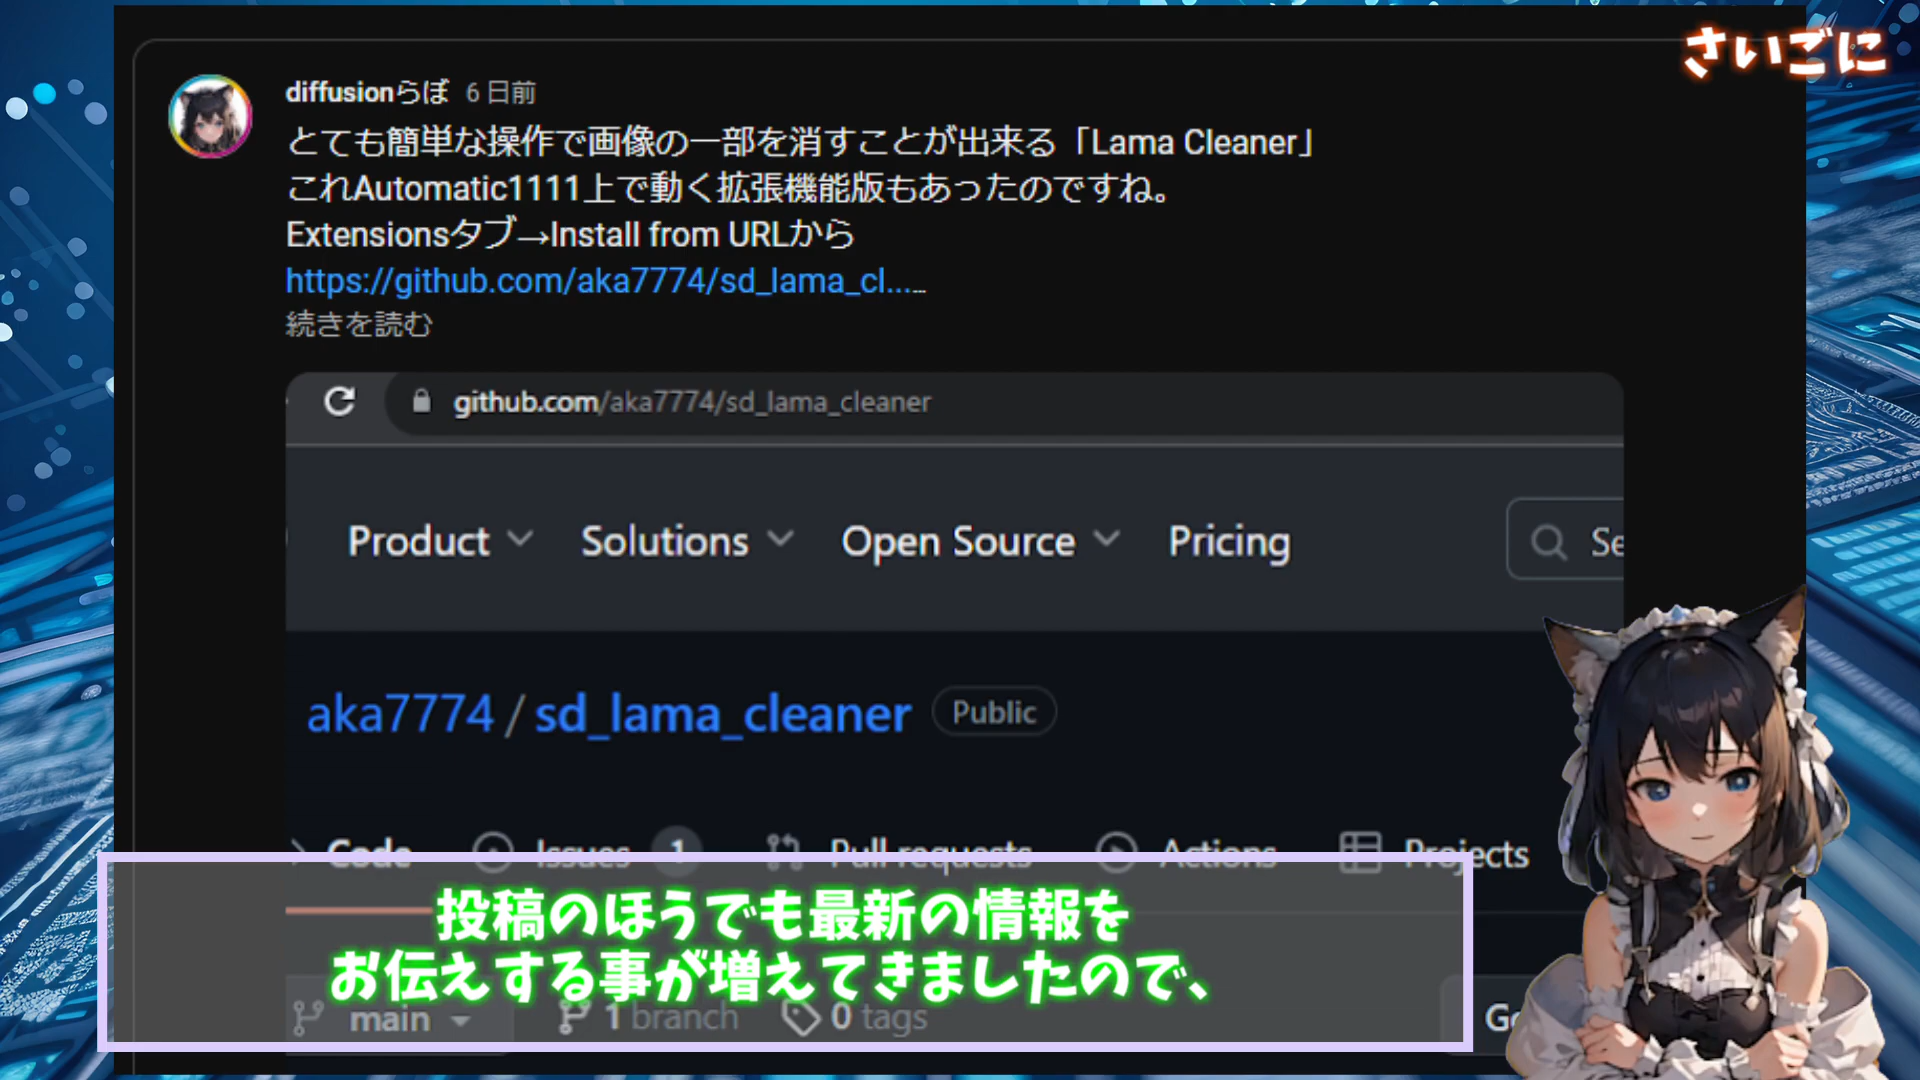 さいごに
diffusionらぼ 6 日前
とても簡単な操作で画像の一部を消すことが出来る「Lama Cleaner」
これAutomatic1111上で動く拡張機能版もあったのですね。
Extensionsタブ→Install from URLから
https://github.com/aka7774/sd_lama_cl...…
続きを読む
github.com/aka7774/sd_lama_cleaner
Product Solutions Open Source Pricing Se
aka7774 / sd_lama_cleaner Public
Code Issues 1 Pull requests Actions Projects
投稿のほうでも最新の情報を
お伝えする事が増えてきましたので、
main 1 branch 0 tags